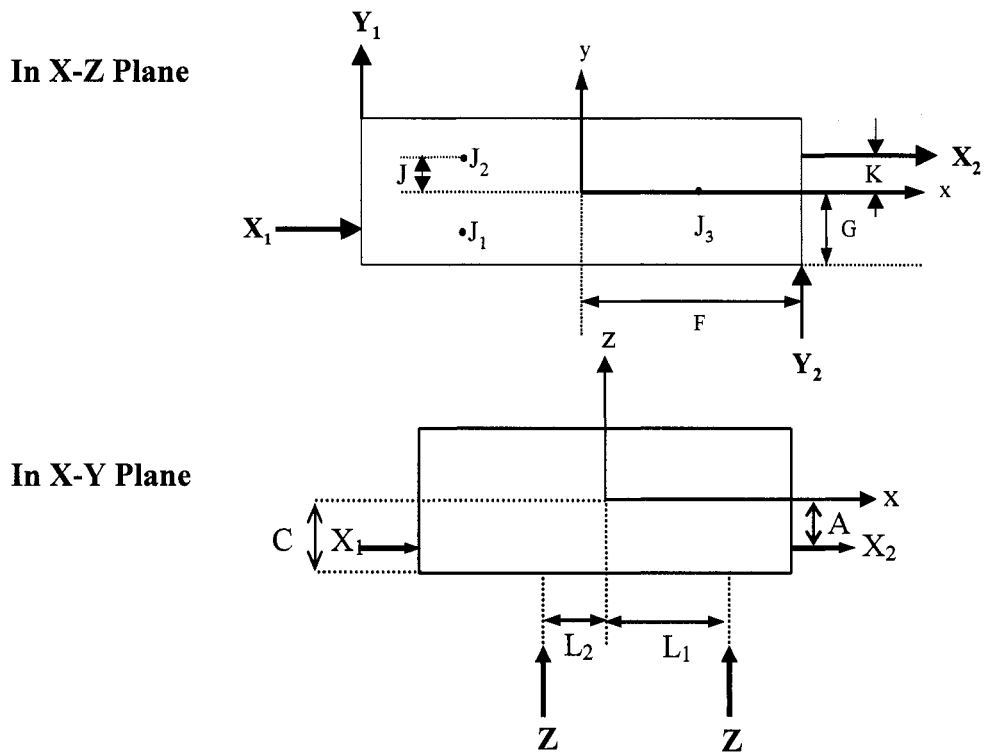 Y₁
In X-Z Plane
y
J
J₂
X₂
K
x
X₁
J₁
J₃
G
F
Y₂
z
In X-Y Plane
x
C
X₁
A
X₂
L₂
L₁
Z
Z